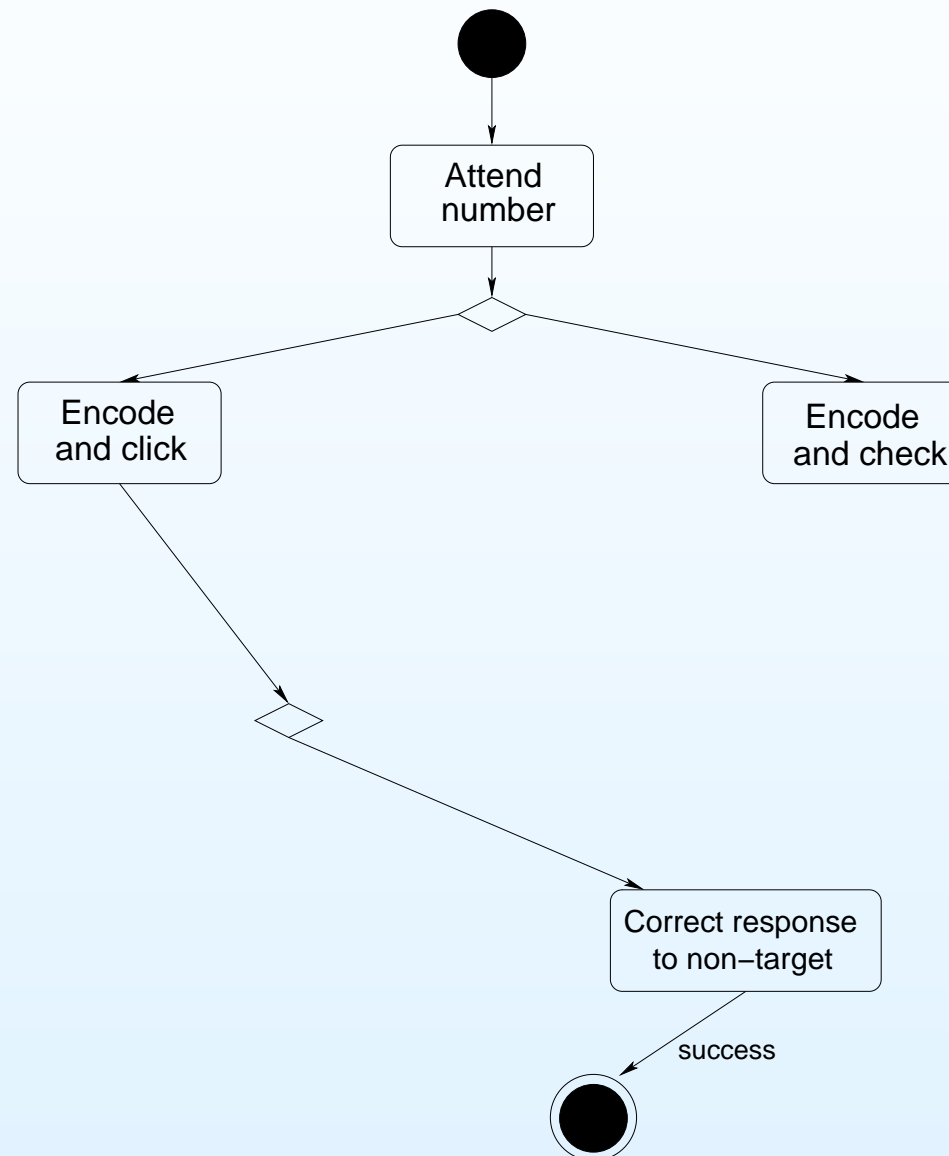 Attend
number
Encode
and click
Encode
and check
Correct response
to non−target
success